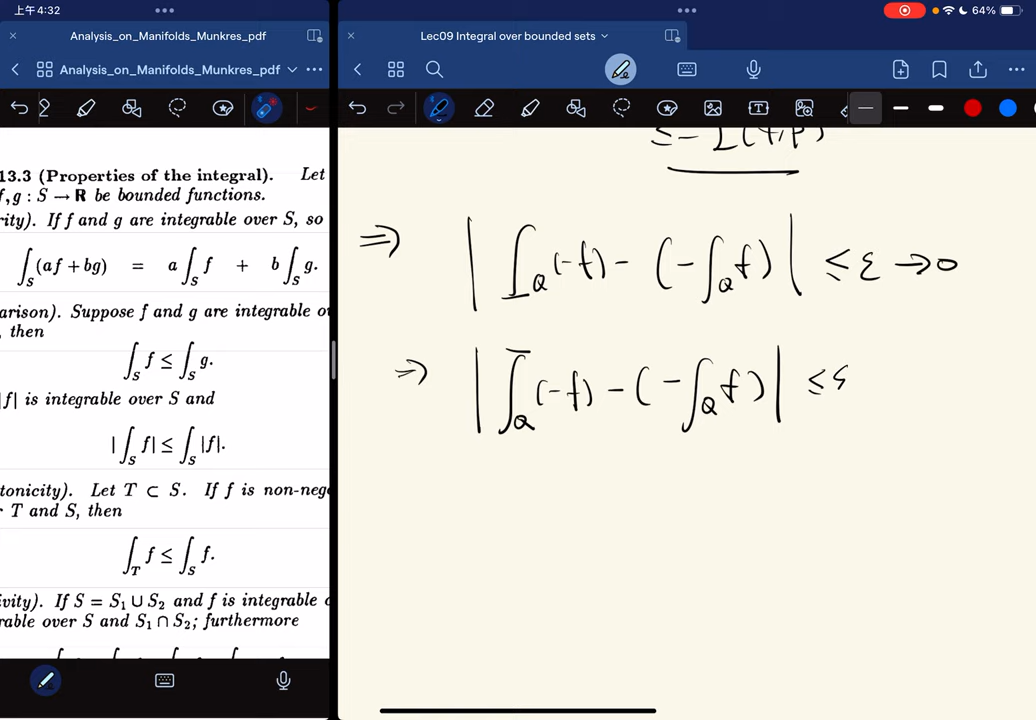 上午4:32
64%
Analysis_on_Manifolds_Munkres_pdf
Lec09 Integral over bounded sets
Analysis_on_Manifolds_Munkres_pdf
13.3 (Properties of the integral). Let
f, g : S → R be bounded functions.
rity). If f and g are integrable over S, so
∫_S (af + bg) = a ∫_S f + b ∫_S g.
arison). Suppose f and g are integrable o
, then
∫_S f ≤ ∫_S g.
|f| is integrable over S and
|∫_S f| ≤ ∫_S |f|.
tonicity). Let T ⊂ S. If f is non-neg
r T and S, then
∫_T f ≤ ∫_S f.
ivity). If S = S₁ ∪ S₂ and f is integrable
rable over S and S₁ ∩ S₂; furthermore
≤ - L(f,P)
⇒ | \underline{∫}_Q (-f) - (-∫_Q f) | ≤ ε → 0
⇒ | \overline{∫}_Q (-f) - (-∫_Q f) | ≤ ε